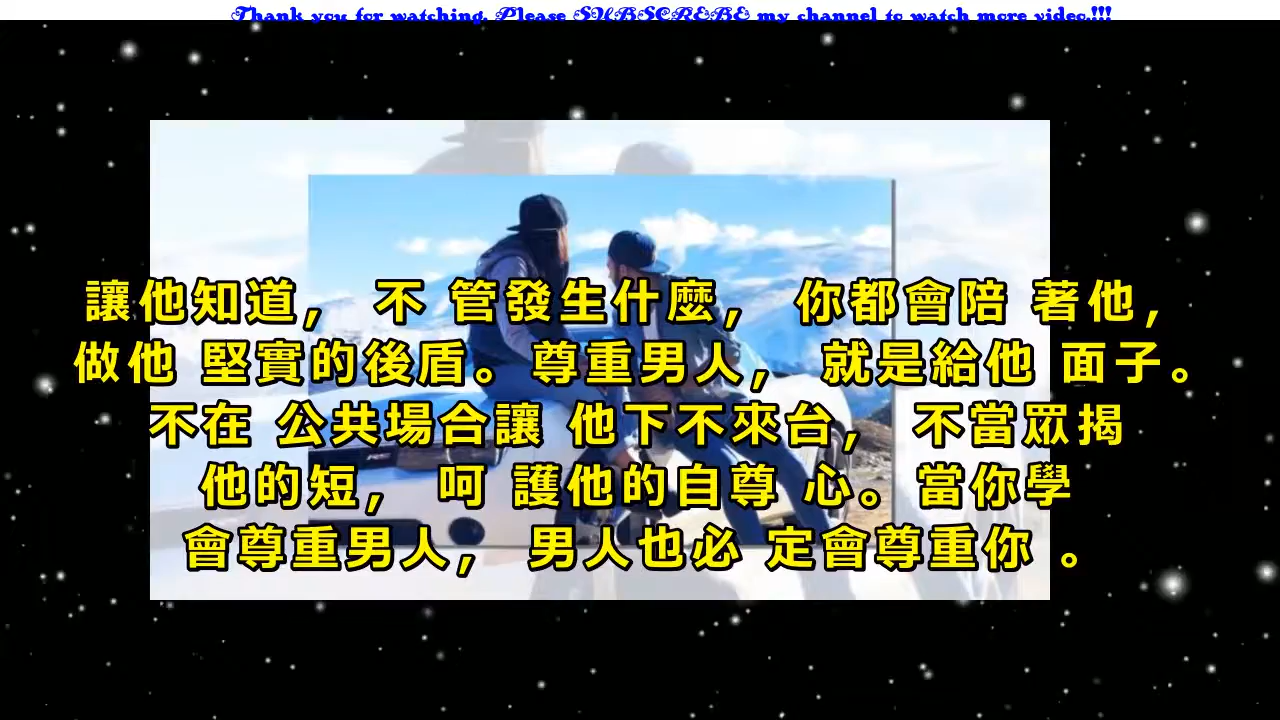 Thank you for watching. Please SUBSCREBE my channel to watch more video.!!!
讓他知道， 不 管發生什麼， 你都會陪 著他，
做他 堅實的後盾。尊重男人， 就是給他 面子。
不在 公共場合讓 他下不來台， 不當眾揭
他的短， 呵 護他的自尊 心。當你學
會尊重男人， 男人也必 定會尊重你 。